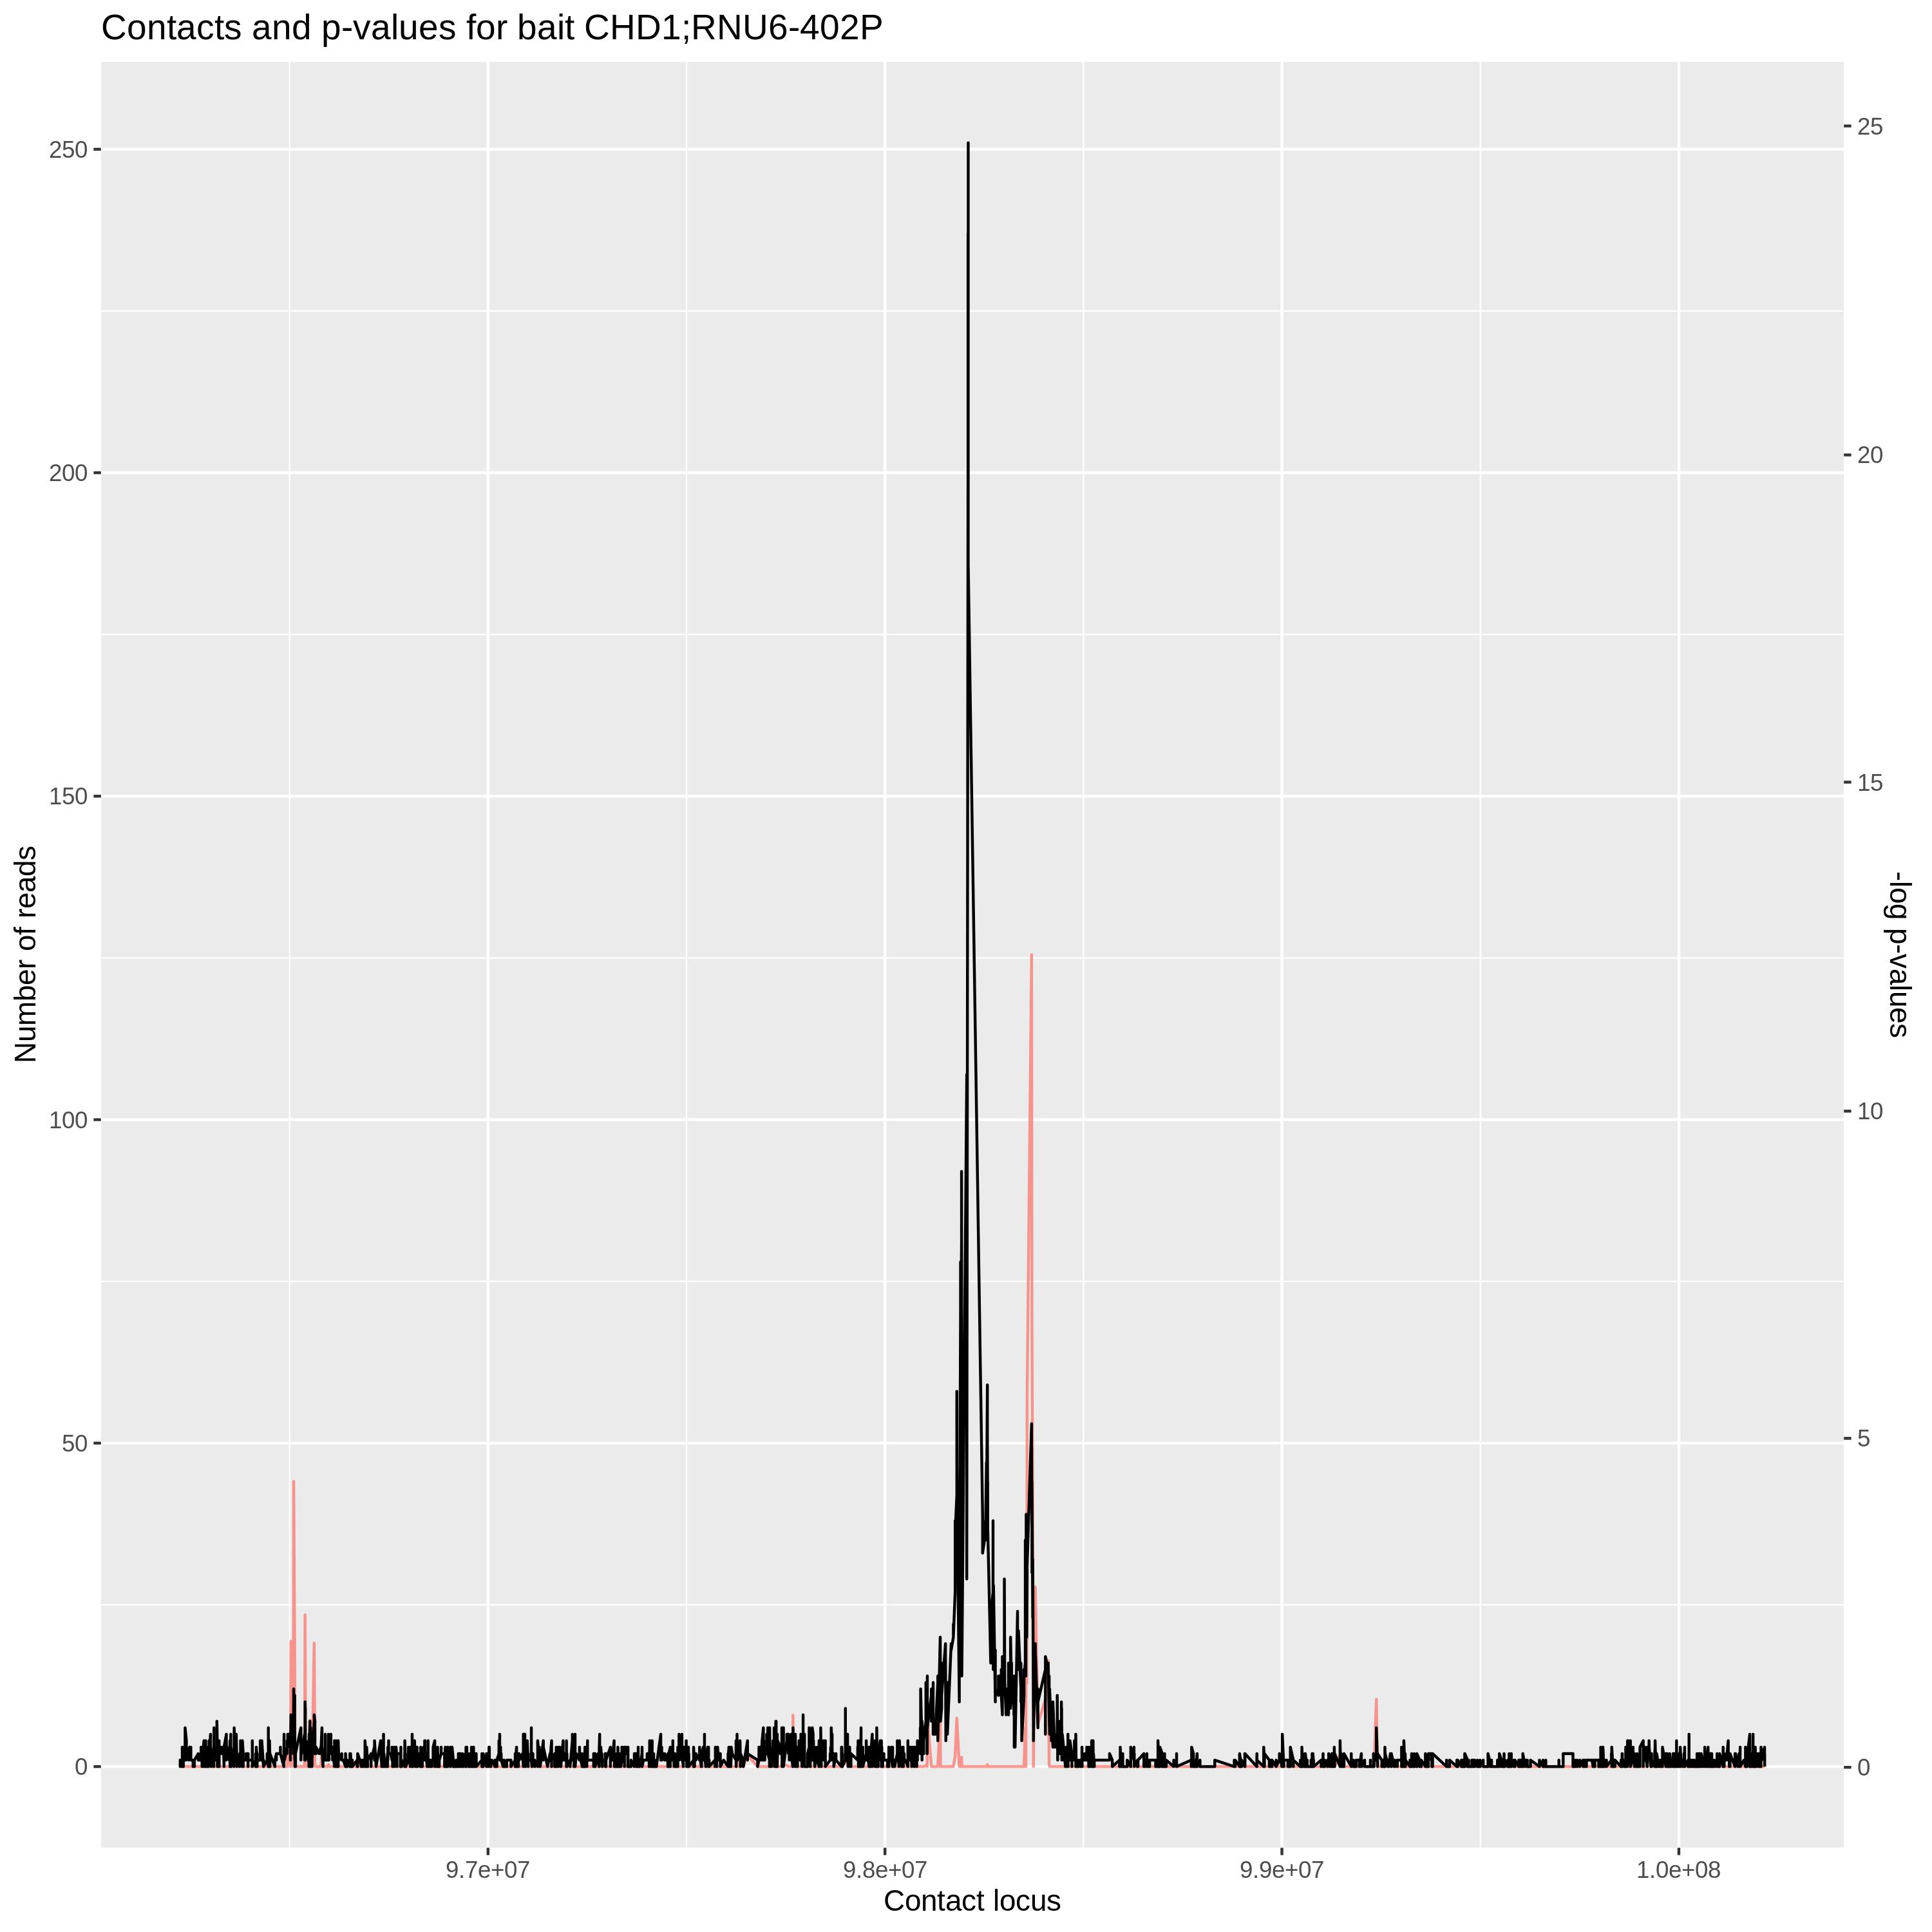 Contacts and p-values for bait CHD1;RNU6-402P
Number of reads
250
200
150
100
50
0
25
20
15
10
5
0
-log p-values
9.7e+07
9.8e+07
9.9e+07
1.0e+08
Contact locus